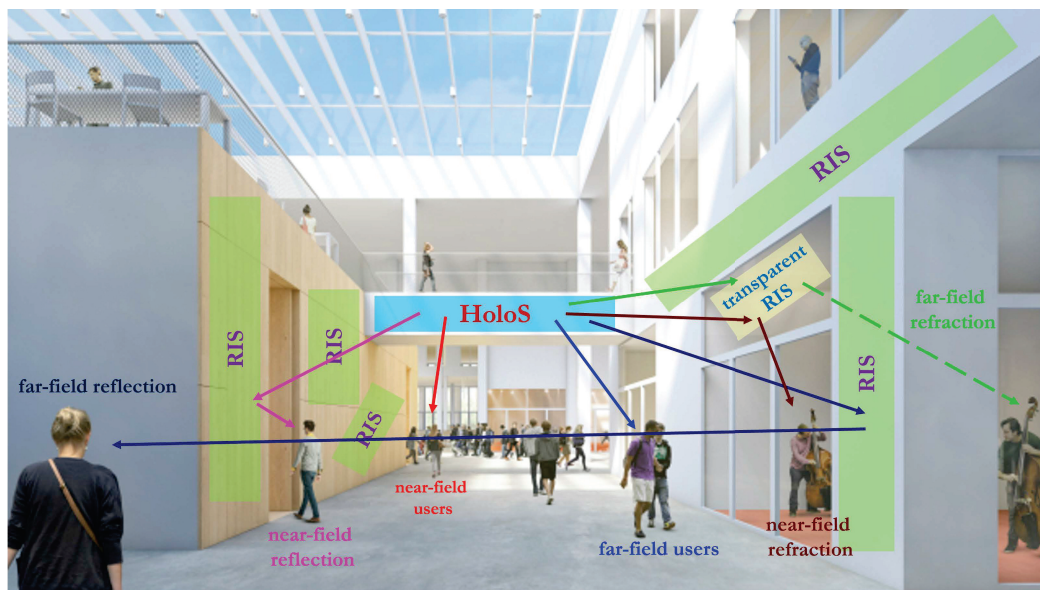 RIS
transparent
RIS
far-field
refraction
HoloS
RIS
RIS
RIS
far-field reflection
RIS
near-field
users
near-field
reflection
far-field users
near-field
refraction